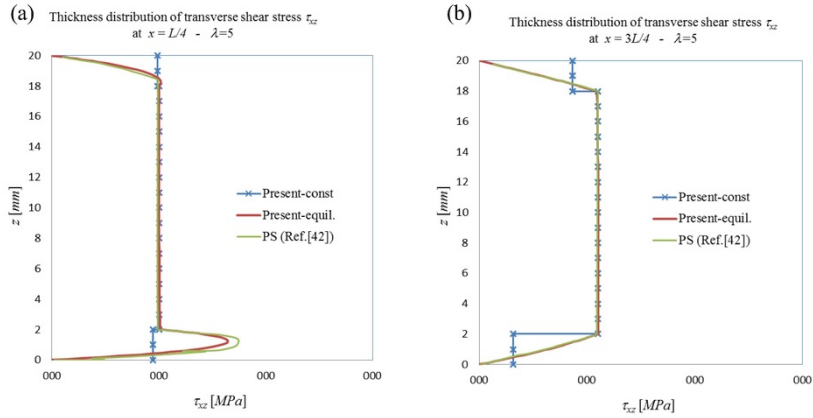 (a)
Thickness distribution of transverse shear stress τxz
at x = L/4 - λ=5
20
18
16
14
12
10
8
6
4
2
0
z [mm]
Present-const
Present-equil.
PS (Ref.[42])
000 000 000 000
τxz [MPa]
(b)
Thickness distribution of transverse shear stress τxz
at x = 3L/4 - λ=5
20
18
16
14
12
10
8
6
4
2
0
z [mm]
Present-const
Present-equil.
PS (Ref.[42])
000 000 000 000
τxz [MPa]